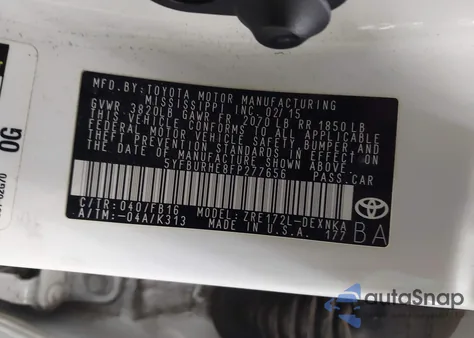 MFD.BY: TOYOTA MOTOR MANUFACTURING
MISSISSIPPI INC 02/15
GVWR 3820LB GAWR FR 2070LB RR 1850LB
THIS VEHICLE CONFORMS TO ALL APPLICABLE
FEDERAL MOTOR VEHICLE SAFETY, BUMPER, AND
THEFT PREVENTION STANDARDS IN EFFECT ON
THE DATE OF MANUFACTURE SHOWN ABOVE.
5YFBURHE8FP277656 PASS.CAR
C/TR: 040/FB16 MODEL: ZRE172L-DEXNKA
A/TM: -04A/K313 MADE IN U.S.A. 177
BA
OG
autoSnap